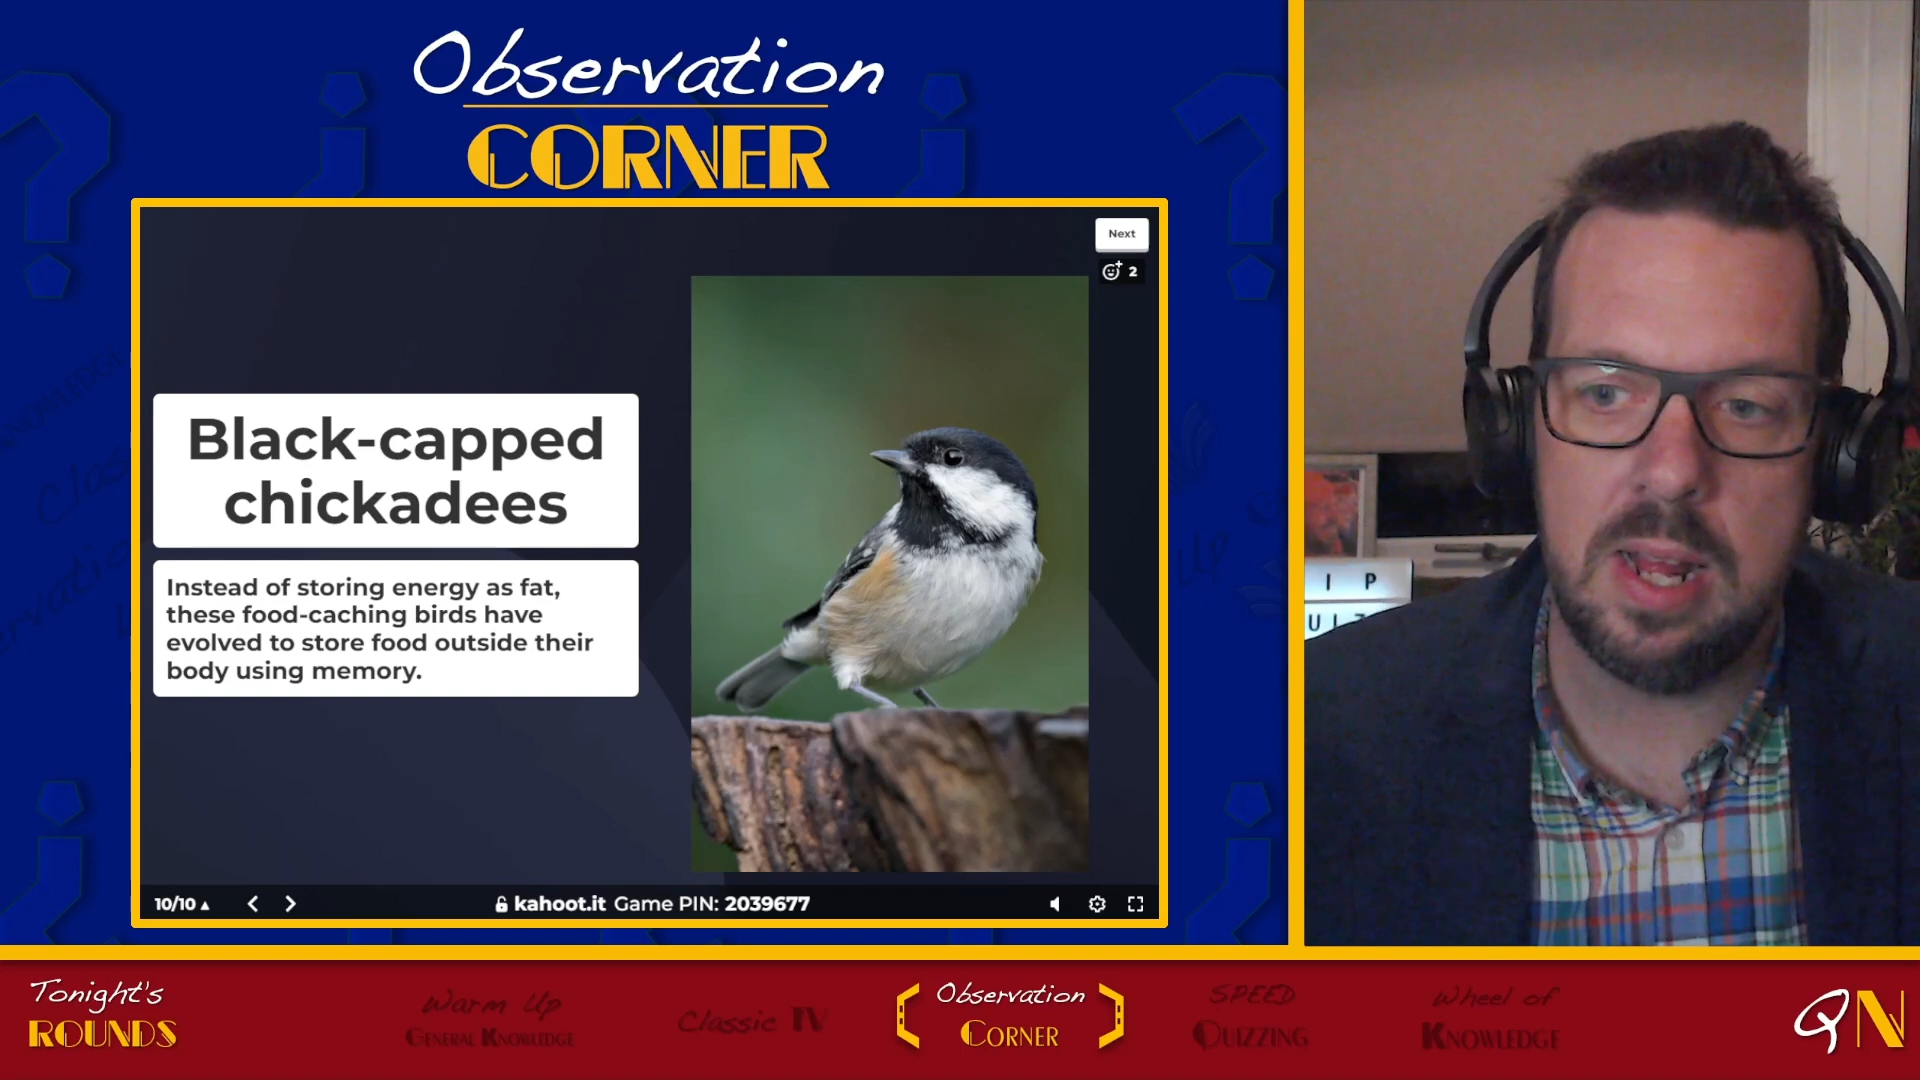 Observation
CORNER
Next
2
Black-capped
chickadees
Instead of storing energy as fat,
these food-caching birds have
evolved to store food outside their
body using memory.
10/10
kahoot.it Game PIN: 2039677
I P
Tonight's
ROUNDS
Warm Up
GENERAL KNOWLEDGE
Classic TV
Observation
CORNER
SPEED
QUIZZING
Wheel of
KNOWLEDGE
QN